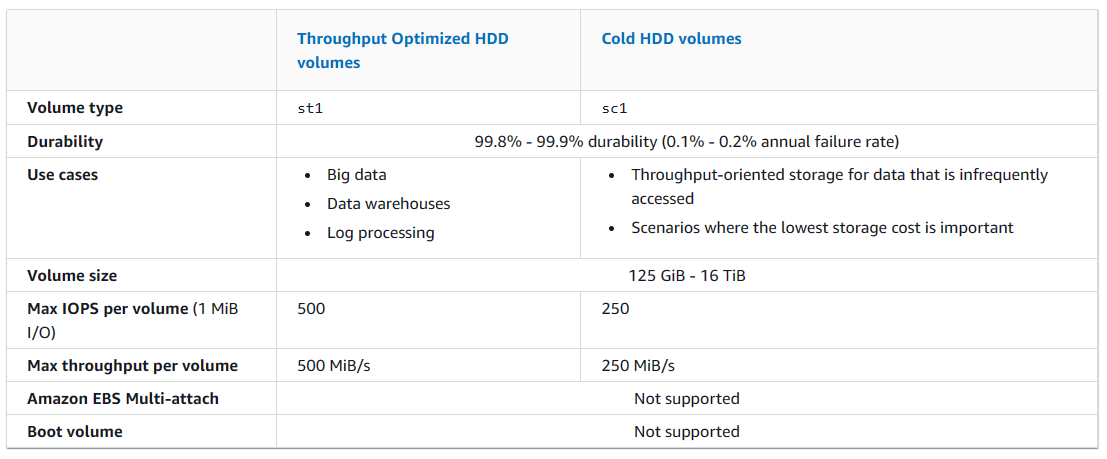 Throughput Optimized HDD
volumes
Cold HDD volumes
Volume type
st1
sc1
Durability
99.8% - 99.9% durability (0.1% - 0.2% annual failure rate)
Use cases
• Big data
• Data warehouses
• Log processing
• Throughput-oriented storage for data that is infrequently
accessed
• Scenarios where the lowest storage cost is important
Volume size
125 GiB - 16 TiB
Max IOPS per volume (1 MiB
I/O)
500
250
Max throughput per volume
500 MiB/s
250 MiB/s
Amazon EBS Multi-attach
Not supported
Boot volume
Not supported